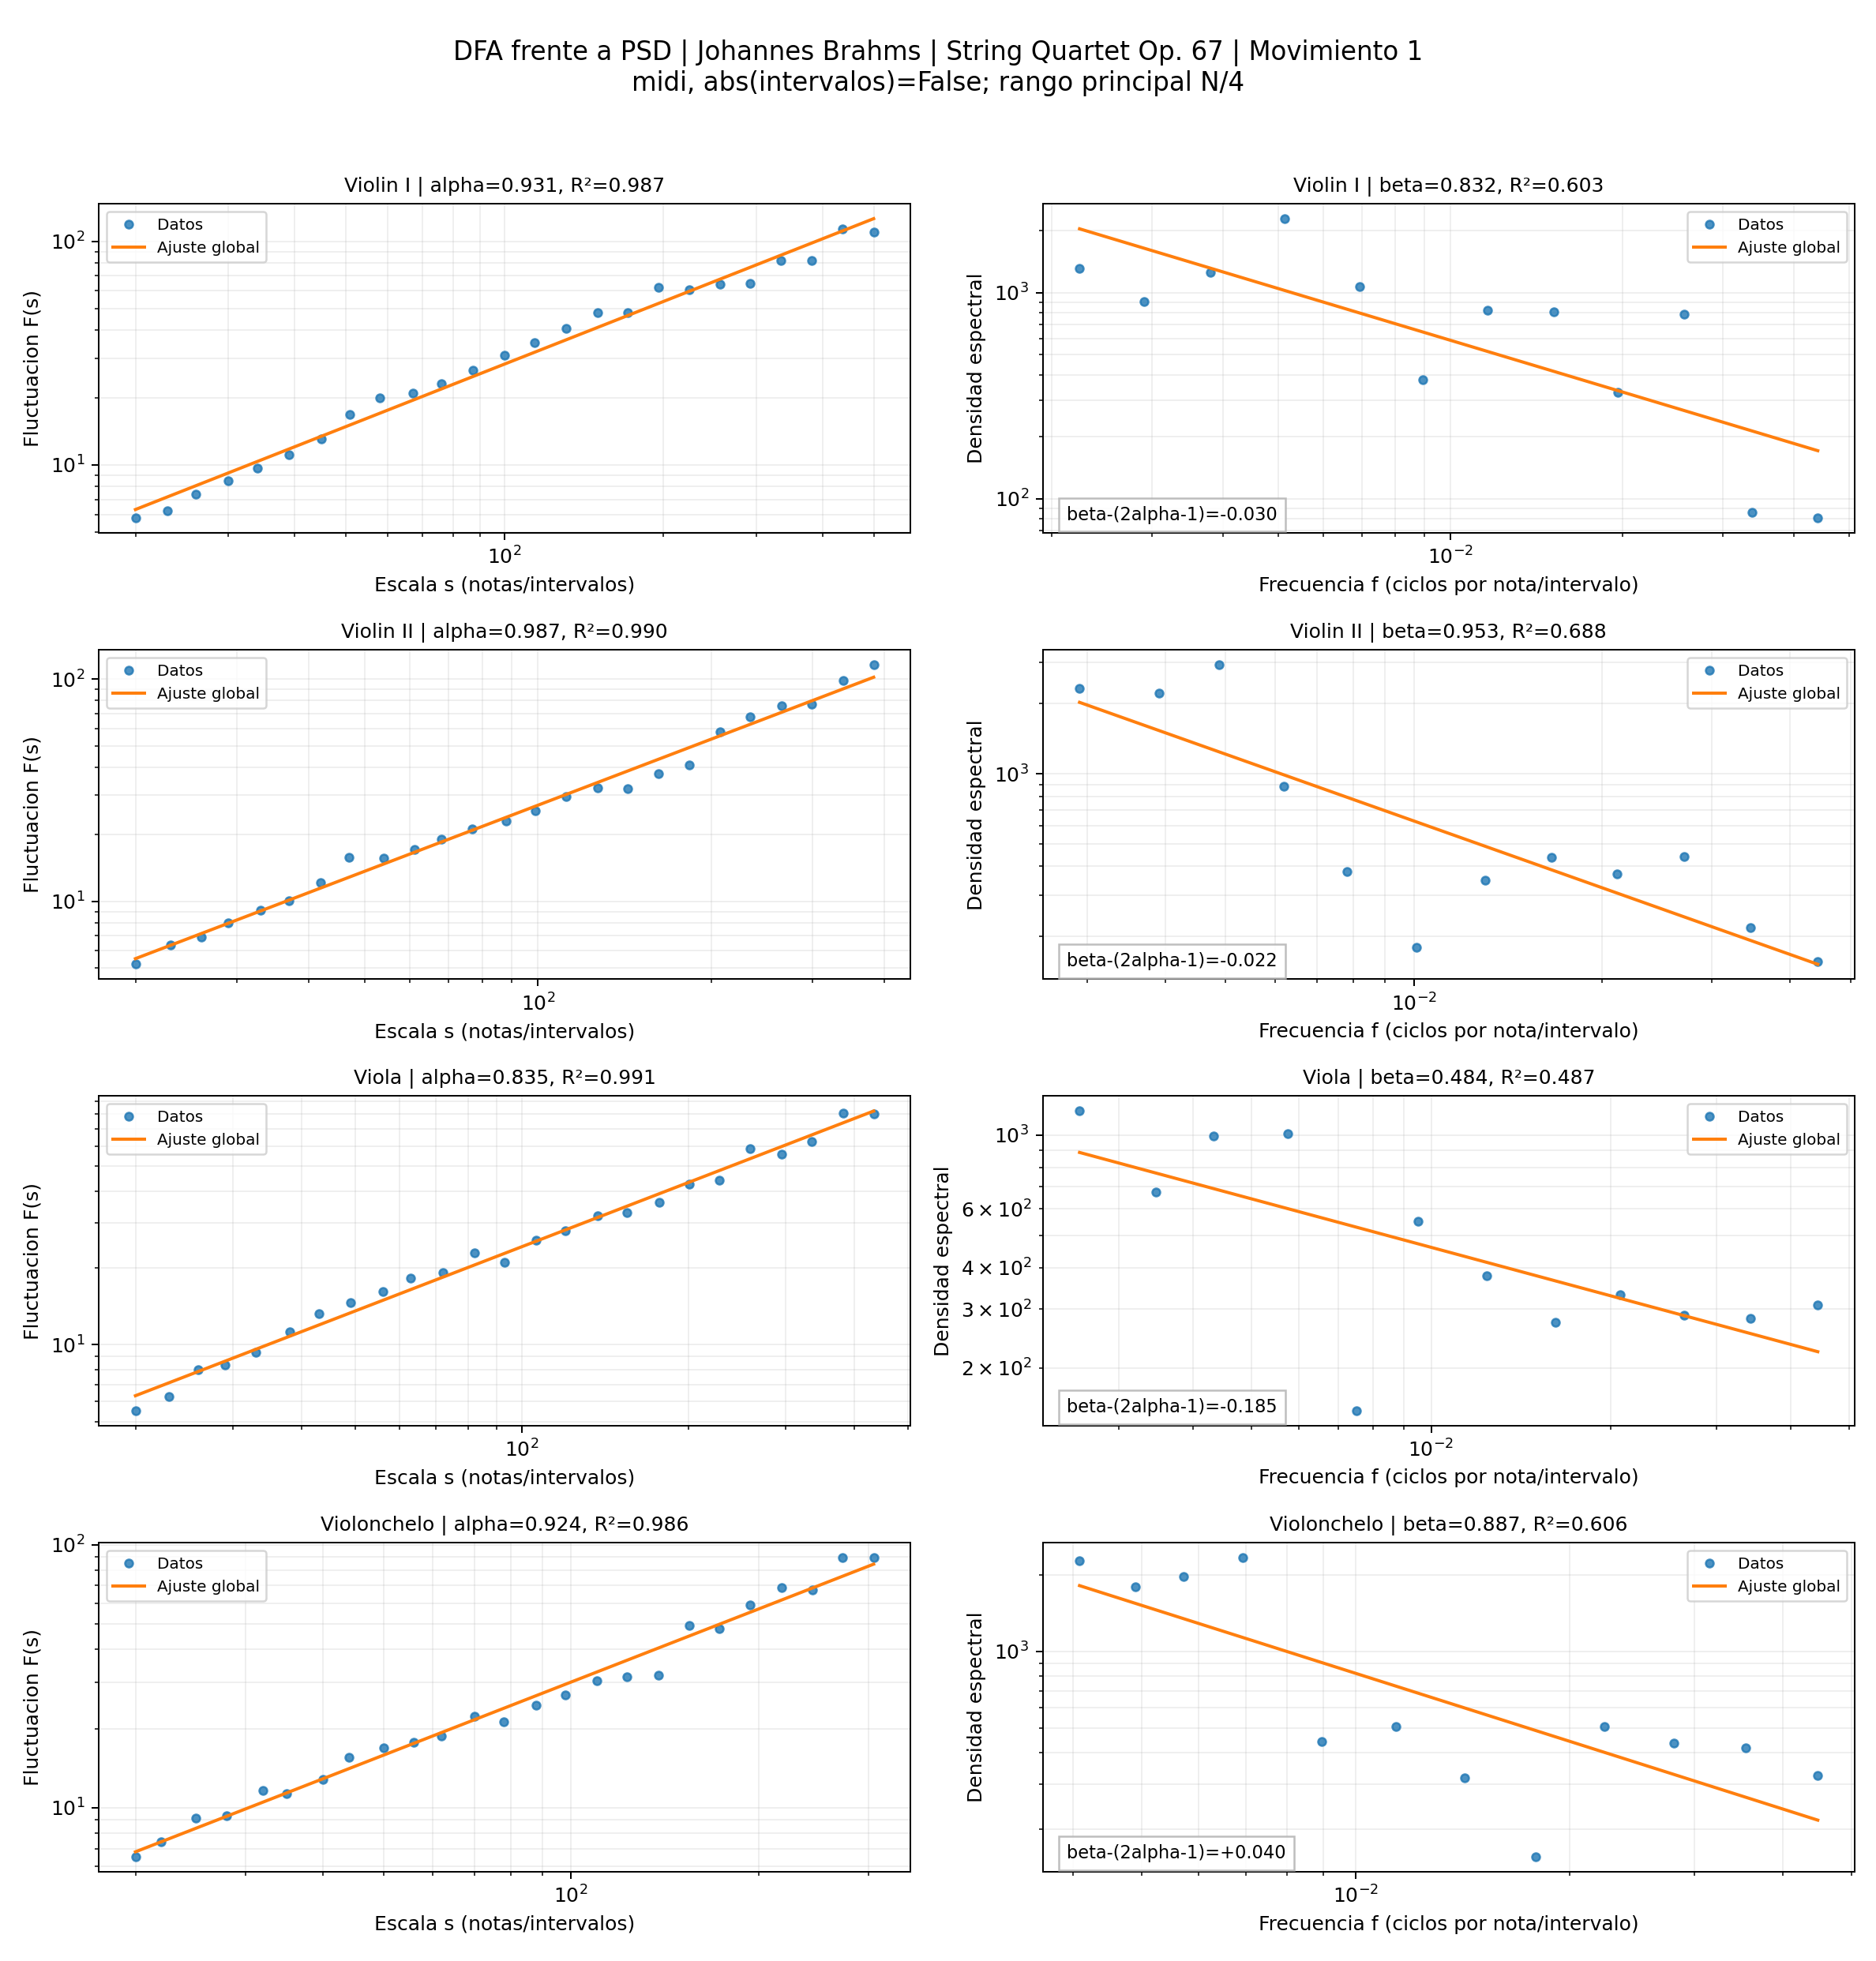 DFA frente a PSD | Johannes Brahms | String Quartet Op. 67 | Movimiento 1
midi, abs(intervalos)=False; rango principal N/4
Violin I | alpha=0.931, R²=0.987
Datos
Ajuste global
10²
10¹
Fluctuacion F(s)
10²
Escala s (notas/intervalos)
Violin I | beta=0.832, R²=0.603
Datos
Ajuste global
10³
10²
Densidad espectral
beta-(2alpha-1)=-0.030
10⁻²
Frecuencia f (ciclos por nota/intervalo)
Violin II | alpha=0.987, R²=0.990
Datos
Ajuste global
10²
10¹
Fluctuacion F(s)
10²
Escala s (notas/intervalos)
Violin II | beta=0.953, R²=0.688
Datos
Ajuste global
10³
Densidad espectral
beta-(2alpha-1)=-0.022
10⁻²
Frecuencia f (ciclos por nota/intervalo)
Viola | alpha=0.835, R²=0.991
Datos
Ajuste global
10¹
Fluctuacion F(s)
10²
Escala s (notas/intervalos)
Viola | beta=0.484, R²=0.487
Datos
Ajuste global
10³
6 × 10²
4 × 10²
3 × 10²
2 × 10²
Densidad espectral
beta-(2alpha-1)=-0.185
10⁻²
Frecuencia f (ciclos por nota/intervalo)
Violonchelo | alpha=0.924, R²=0.986
Datos
Ajuste global
10²
10¹
Fluctuacion F(s)
10²
Escala s (notas/intervalos)
Violonchelo | beta=0.887, R²=0.606
Datos
Ajuste global
10³
Densidad espectral
beta-(2alpha-1)=+0.040
10⁻²
Frecuencia f (ciclos por nota/intervalo)